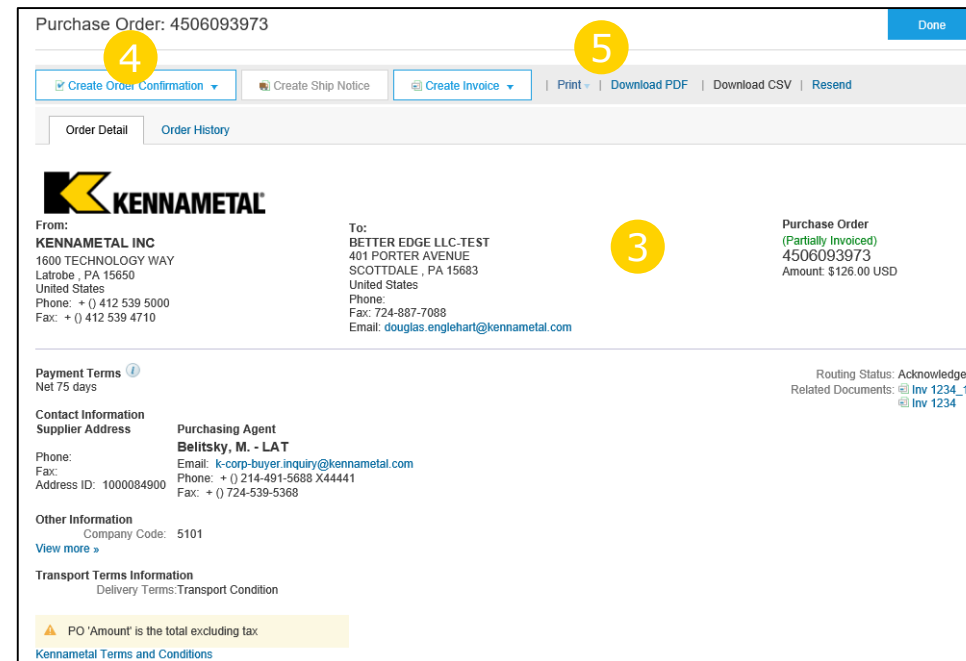 Purchase Order: 4506093973
Done
4
5
Create Order Confirmation
Create Ship Notice
Create Invoice
| Print | Download PDF | Download CSV | Resend
Order Detail
Order History
KENNAMETAL
From:
KENNAMETAL INC
1600 TECHNOLOGY WAY
Latrobe , PA 15650
United States
Phone: + () 412 539 5000
Fax: + () 412 539 4710
To:
BETTER EDGE LLC-TEST
401 PORTER AVENUE
SCOTTDALE , PA 15683
United States
Phone:
Fax: 724-887-7088
Email: douglas.englehart@kennametal.com
3
Purchase Order
(Partially Invoiced)
4506093973
Amount: $126.00 USD
Payment Terms
Net 75 days
Routing Status: Acknowledge
Related Documents: Inv 1234_1
Inv 1234
Contact Information
Supplier Address
Phone:
Fax:
Address ID: 1000084900
Purchasing Agent
Belitsky, M. - LAT
Email: k-corp-buyer.inquiry@kennametal.com
Phone: + () 214-491-5688 X44441
Fax: + () 724-539-5368
Other Information
Company Code: 5101
View more »
Transport Terms Information
Delivery Terms:Transport Condition
PO 'Amount' is the total excluding tax
Kennametal Terms and Conditions